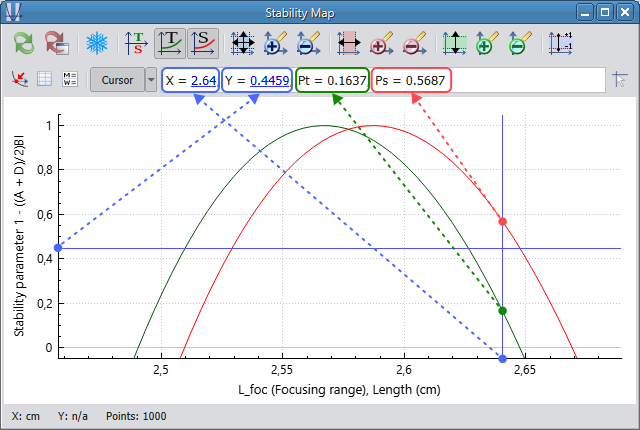 Stability Map
T
S
T
S
+1
-1
M=
W=
Cursor
X = 2.64
Y = 0.4459
Pt = 0.1637
Ps = 0.5687
1
0,8
0,6
0,4
0,2
0
Stability parameter 1 - ((A + D)/2)BI
2,5
2,55
2,6
2,65
L_foc (Focusing range), Length (cm)
X: cm
Y: n/a
Points: 1000